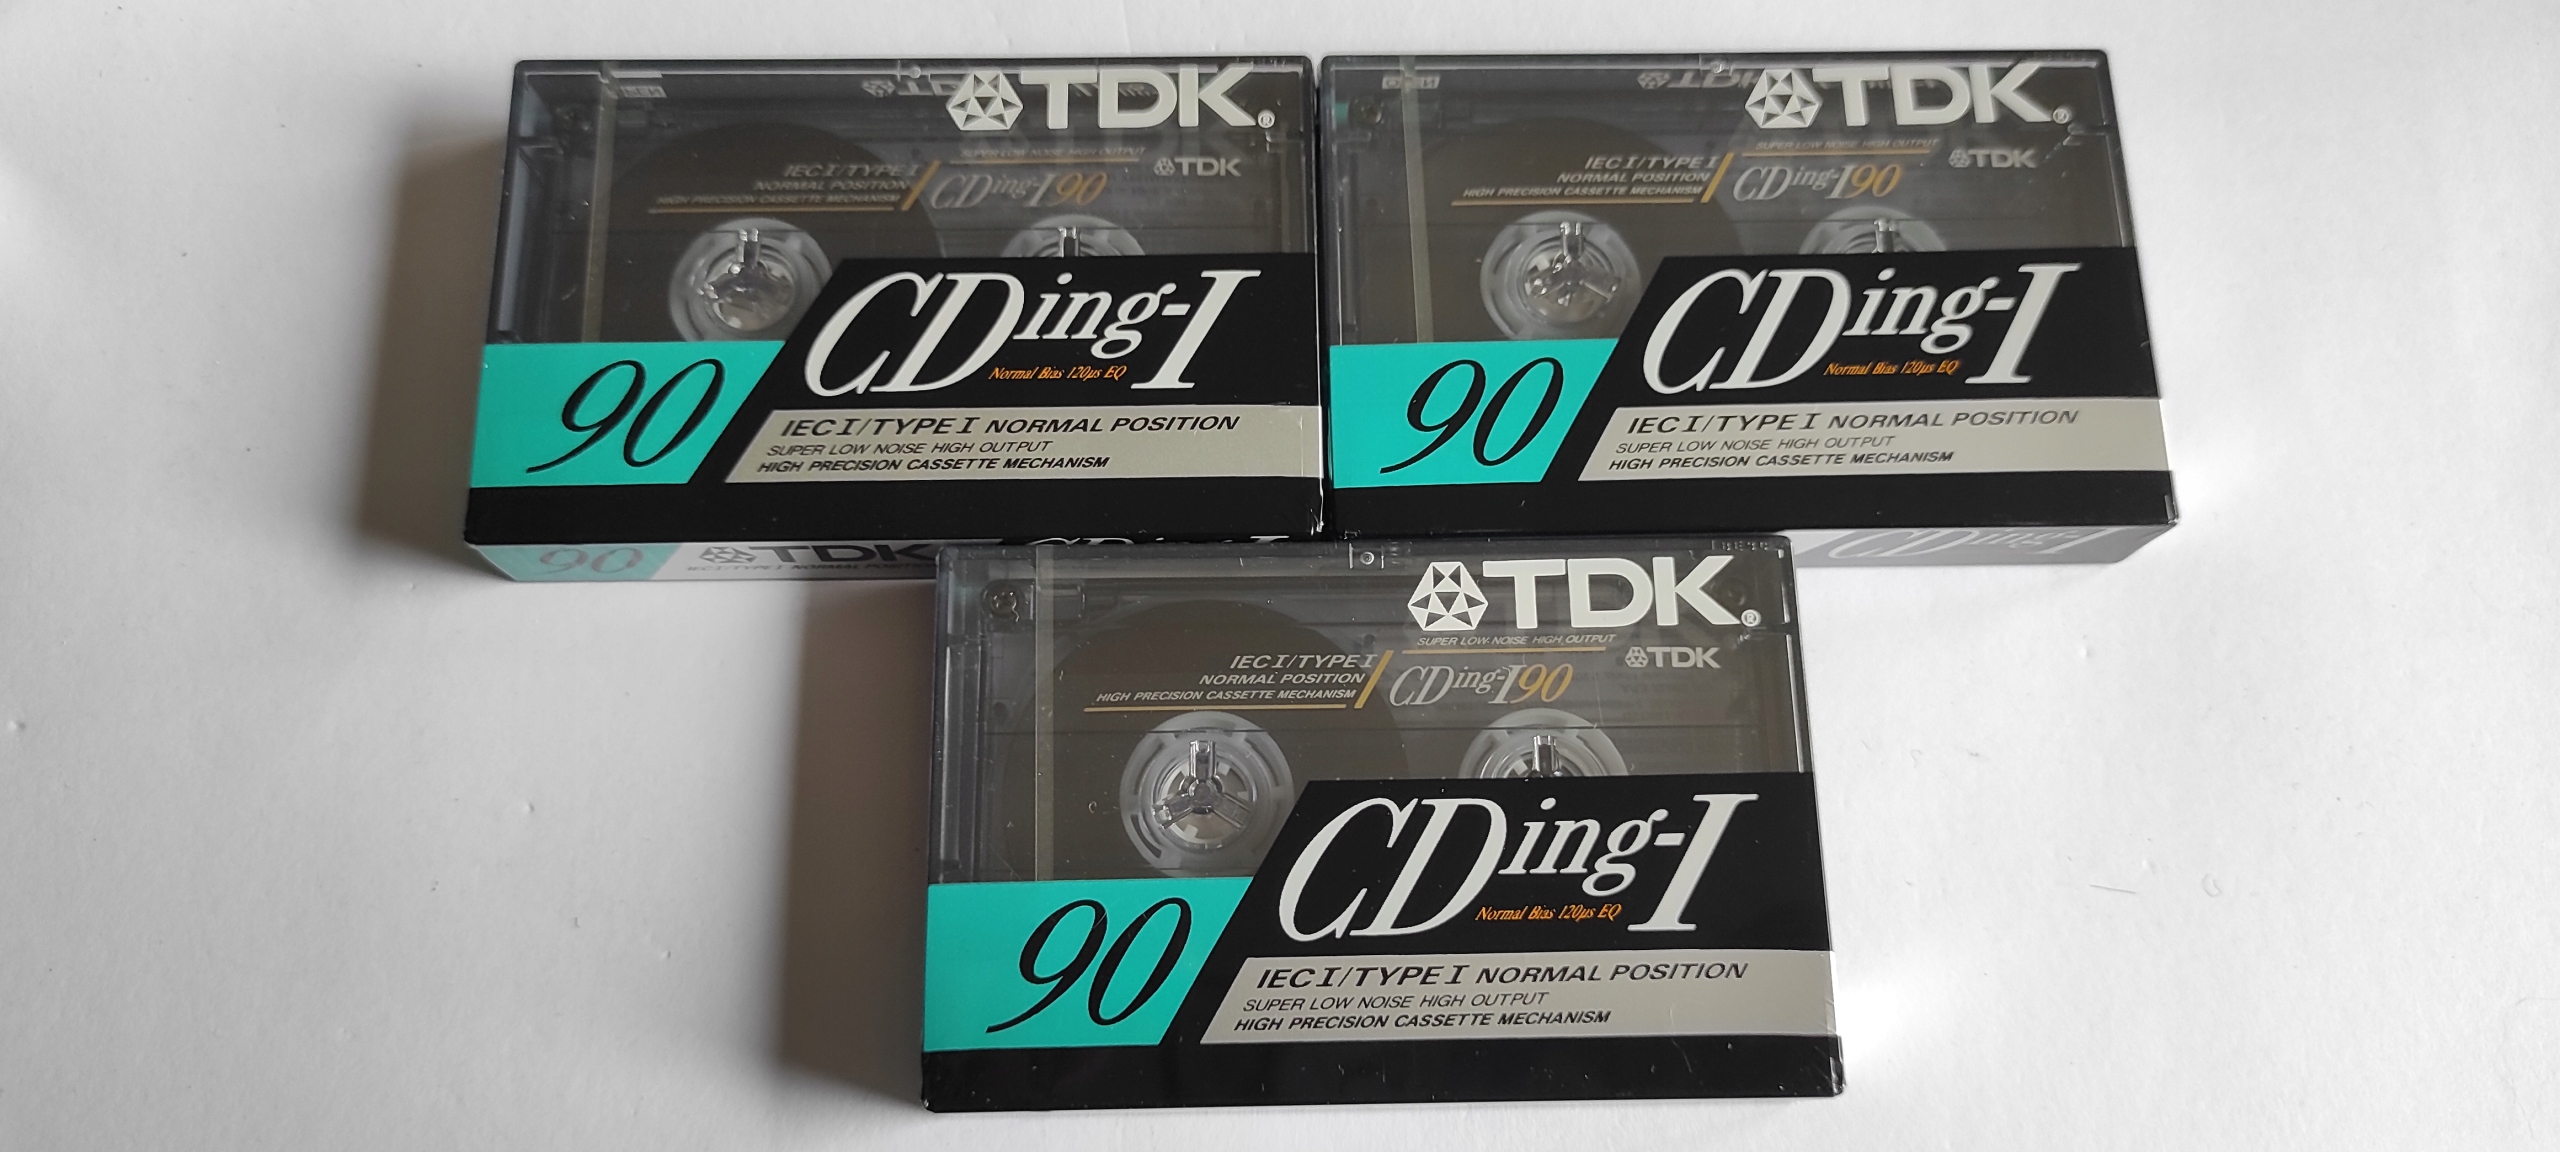 TDK®
SUPER LOW NOISE HIGH OUTPUT
IEC I/TYPE I
NORMAL POSITION
HIGH PRECISION CASSETTE MECHANISM
CDing-I 90
TDK
CDing-I
Normal Bias 120µs EQ
90
IEC I/TYPE I NORMAL POSITION
SUPER LOW NOISE HIGH OUTPUT
HIGH PRECISION CASSETTE MECHANISM
90
TDK
CDing-I
IEC I/TYPE I NORMAL
TDK®
SUPER LOW NOISE HIGH OUTPUT
IEC I/TYPE I
NORMAL POSITION
HIGH PRECISION CASSETTE MECHANISM
CDing-I 90
TDK
CDing-I
Normal Bias 120µs EQ
90
IEC I/TYPE I NORMAL POSITION
SUPER LOW NOISE HIGH OUTPUT
HIGH PRECISION CASSETTE MECHANISM
CDing-I
TDK®
SUPER LOW NOISE HIGH OUTPUT
IEC I/TYPE I
NORMAL POSITION
HIGH PRECISION CASSETTE MECHANISM
CDing-I 90
TDK
CDing-I
Normal Bias 120µs EQ
90
IEC I/TYPE I NORMAL POSITION
SUPER LOW NOISE HIGH OUTPUT
HIGH PRECISION CASSETTE MECHANISM